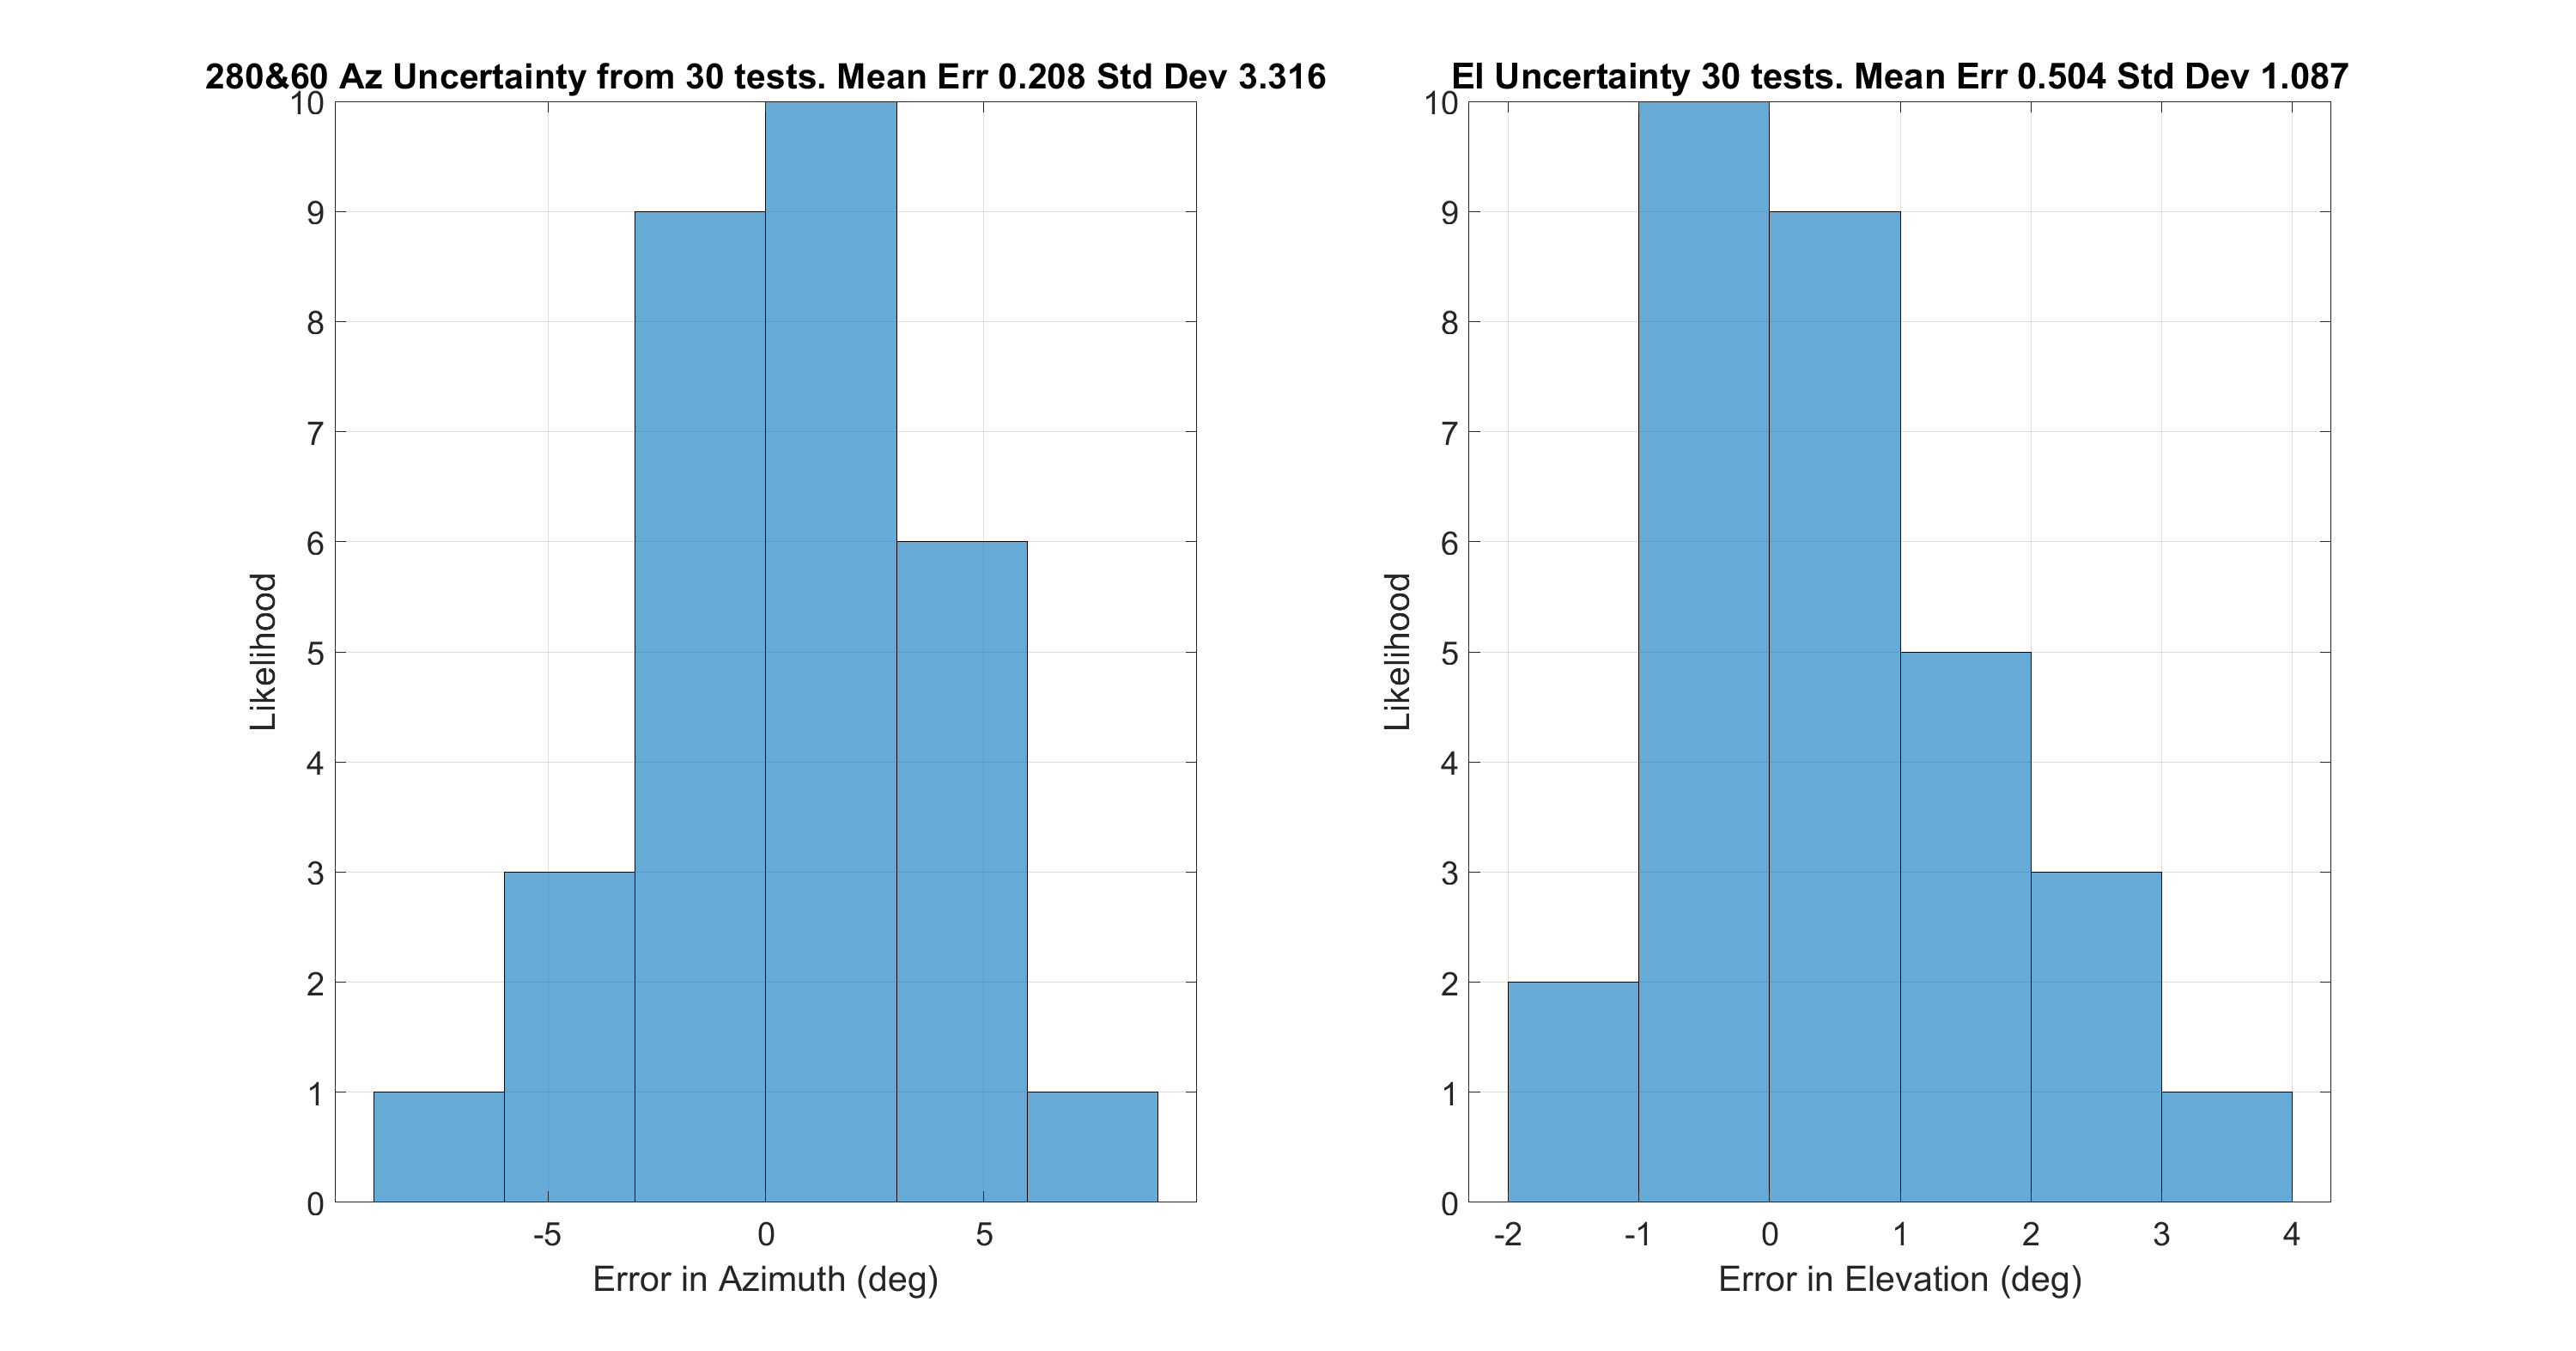 280&60 Az Uncertainty from 30 tests. Mean Err 0.208 Std Dev 3.316
10
9
8
7
6
5
4
3
2
1
0
Likelihood
-5 0 5
Error in Azimuth (deg)
El Uncertainty 30 tests. Mean Err 0.504 Std Dev 1.087
10
9
8
7
6
5
4
3
2
1
0
Likelihood
-2 -1 0 1 2 3 4
Error in Elevation (deg)